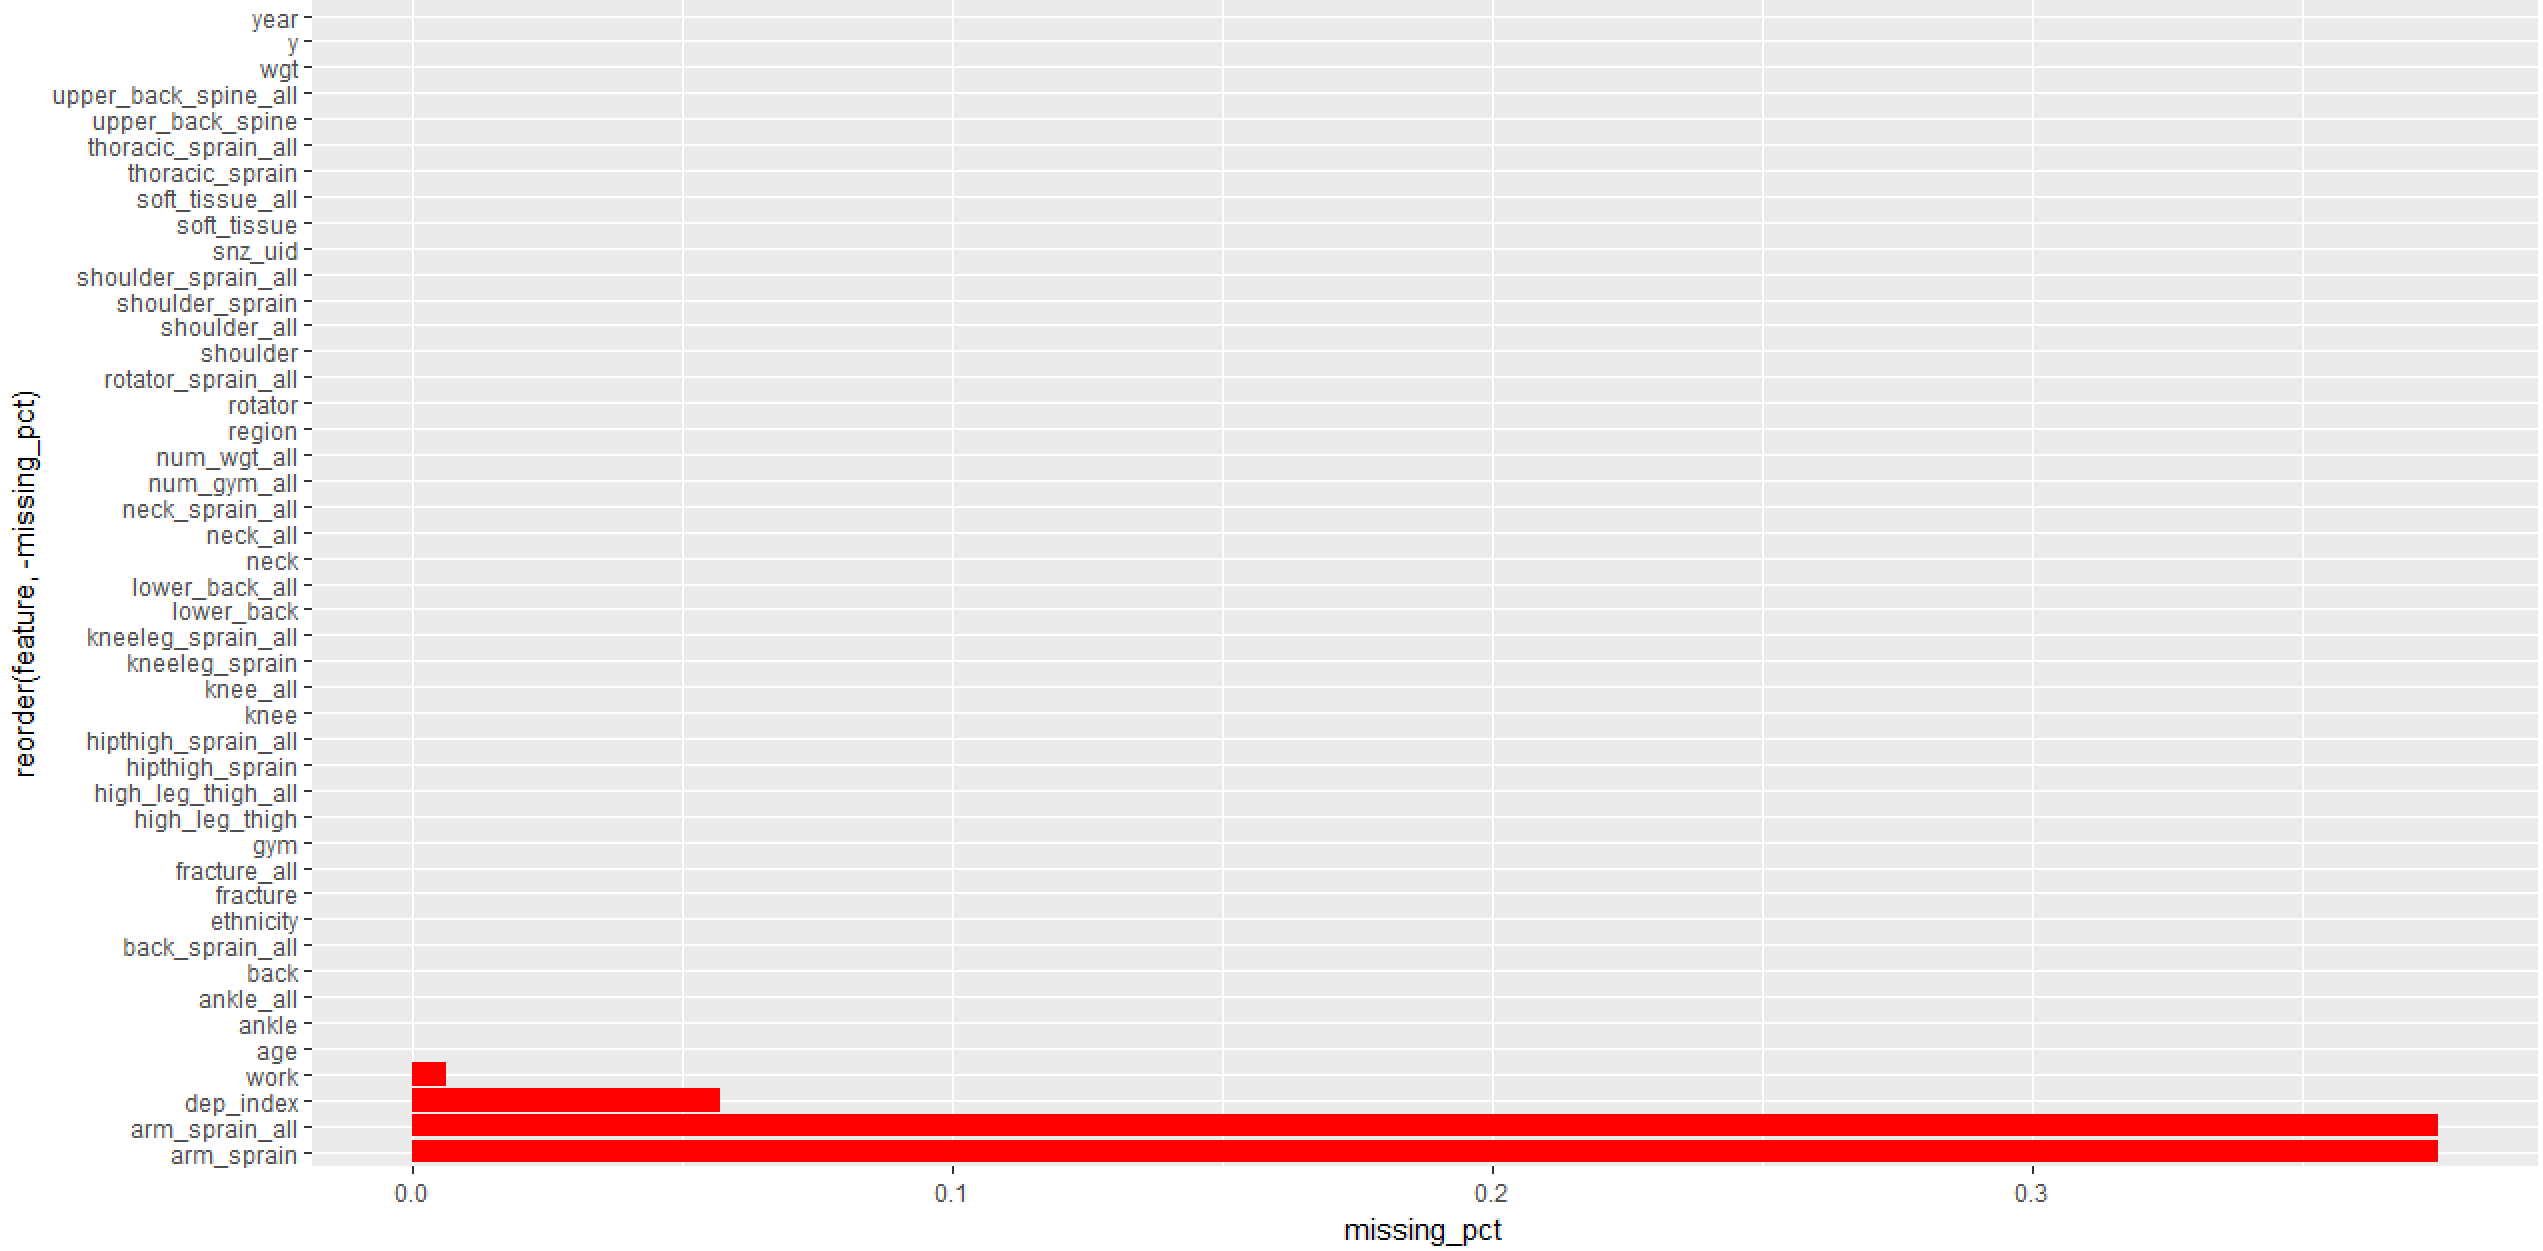 year
y
wgt
upper_back_spine_all
upper_back_spine
thoracic_sprain_all
thoracic_sprain
soft_tissue_all
soft_tissue
snz_uid
shoulder_sprain_all
shoulder_sprain
shoulder_all
shoulder
rotator_sprain_all
rotator
region
num_wgt_all
num_gym_all
neck_sprain_all
neck_all
neck
lower_back_all
lower_back
kneeleg_sprain_all
kneeleg_sprain
knee_all
knee
hipthigh_sprain_all
hipthigh_sprain
high_leg_thigh_all
high_leg_thigh
gym
fracture_all
fracture
ethnicity
back_sprain_all
back
ankle_all
ankle
age
work
dep_index
arm_sprain_all
arm_sprain
reorder(feature, -missing_pct)
0.0 0.1 0.2 0.3
missing_pct